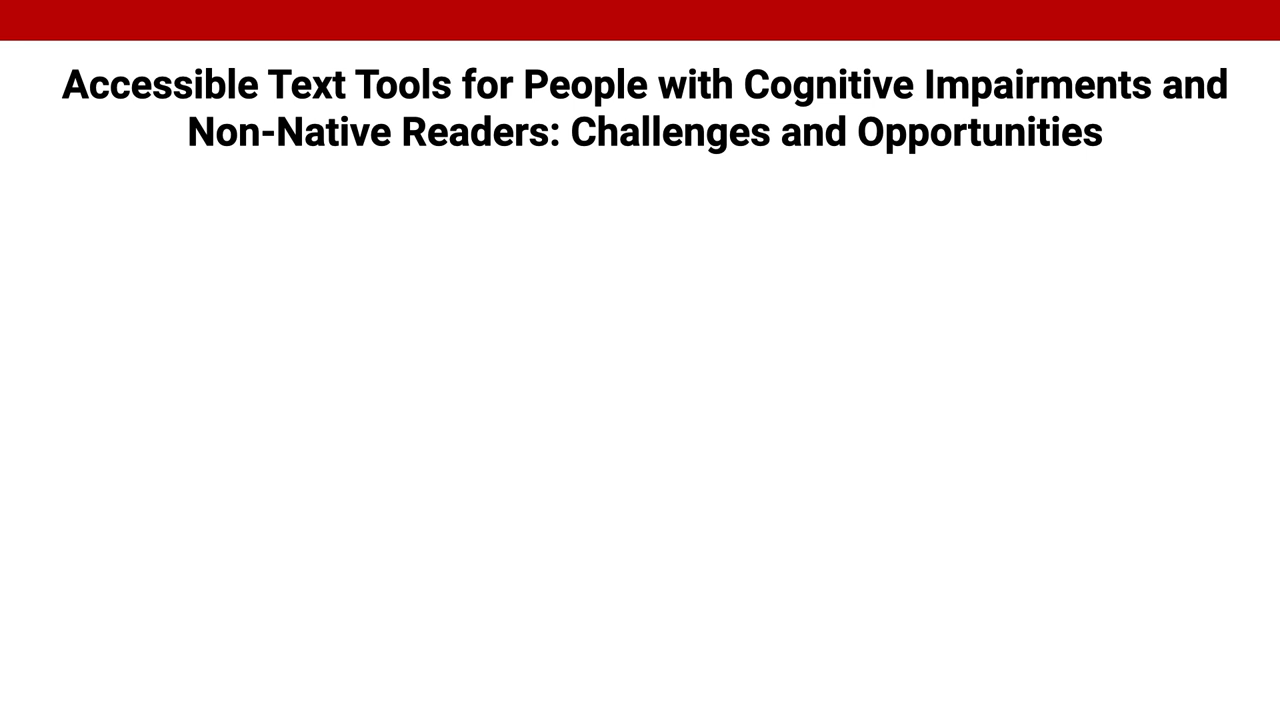 Accessible Text Tools for People with Cognitive Impairments and
Non-Native Readers: Challenges and Opportunities